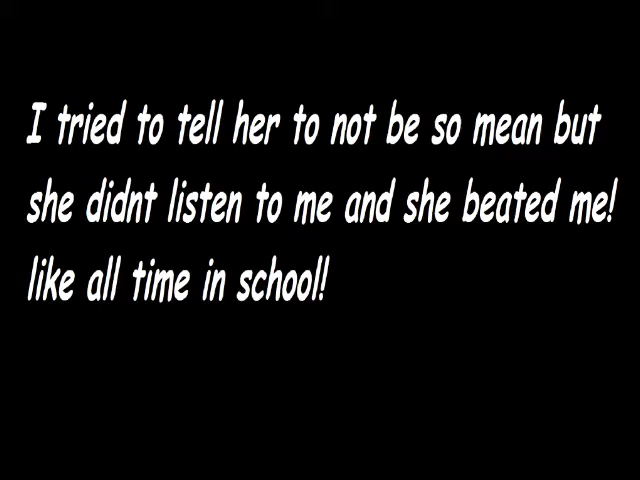 I tried to tell her to not be so mean but
she didnt listen to me and she beated me!
like all time in school!